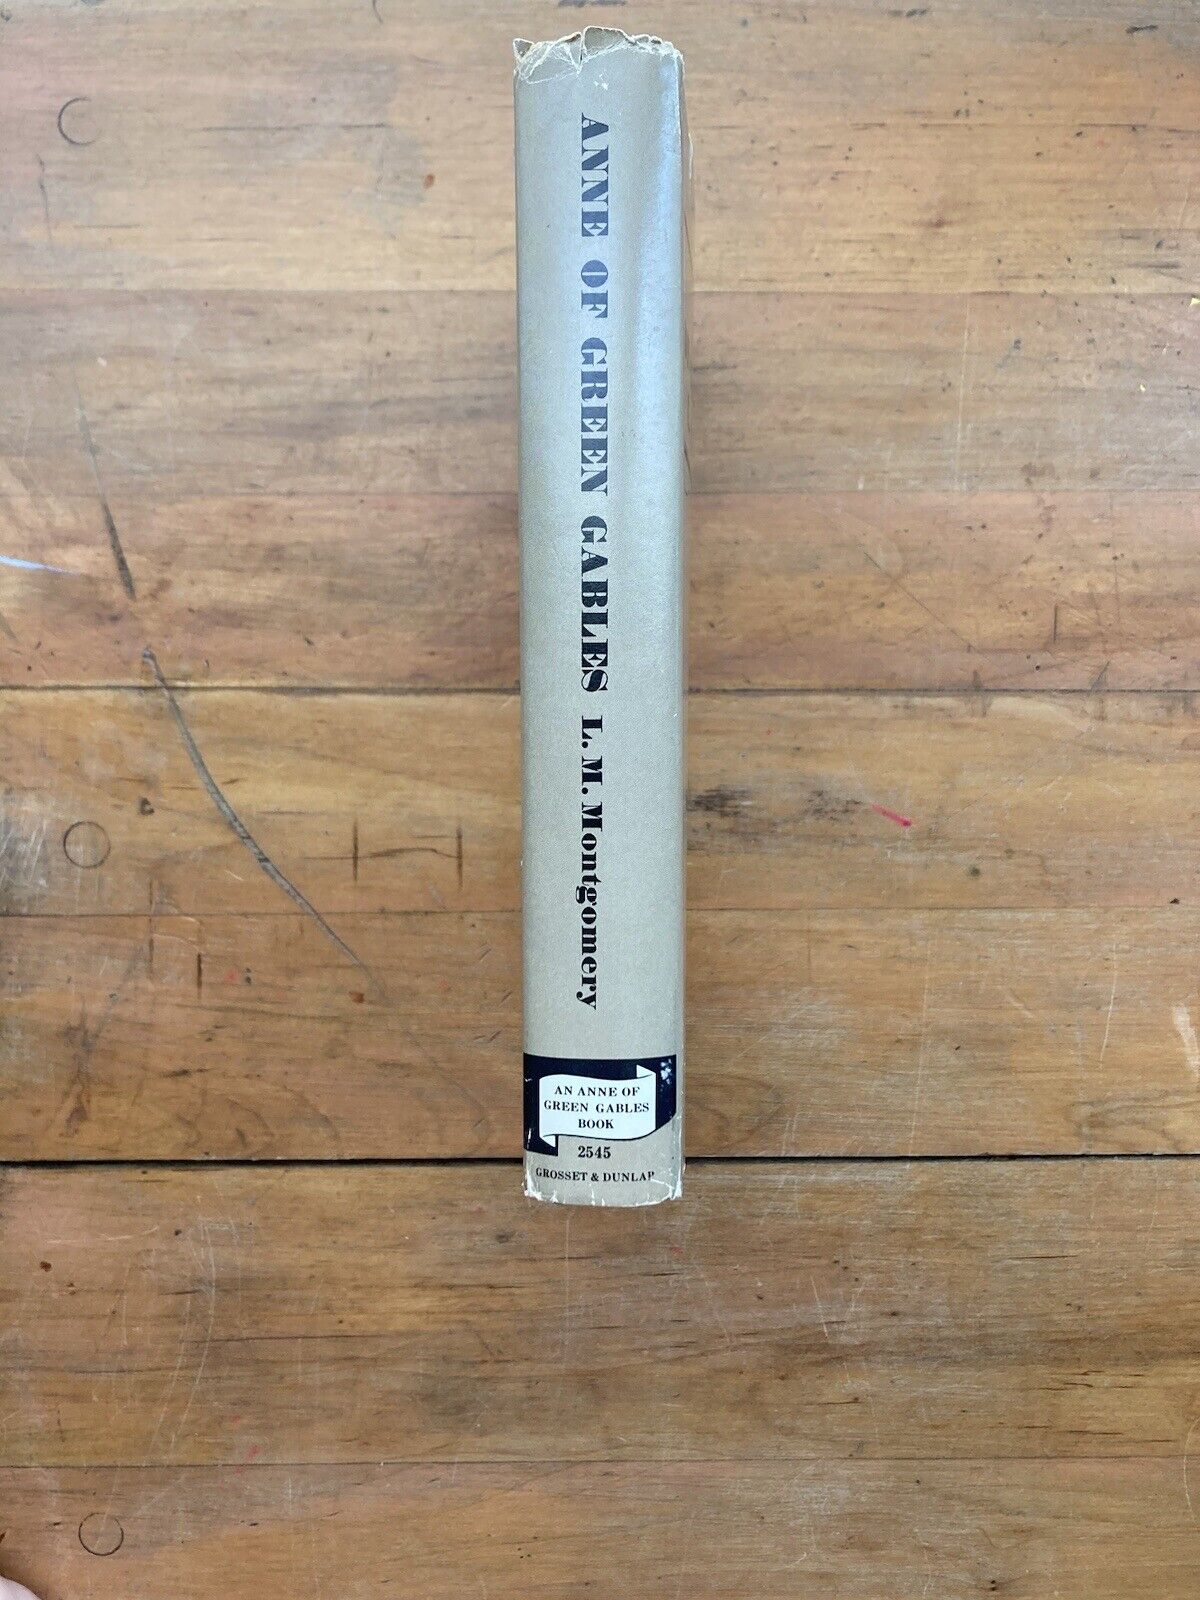 ANNE OF GREEN GABLES L. M. Montgomery
AN ANNE OF
GREEN GABLES
BOOK
2545
GROSSET & DUNLAP